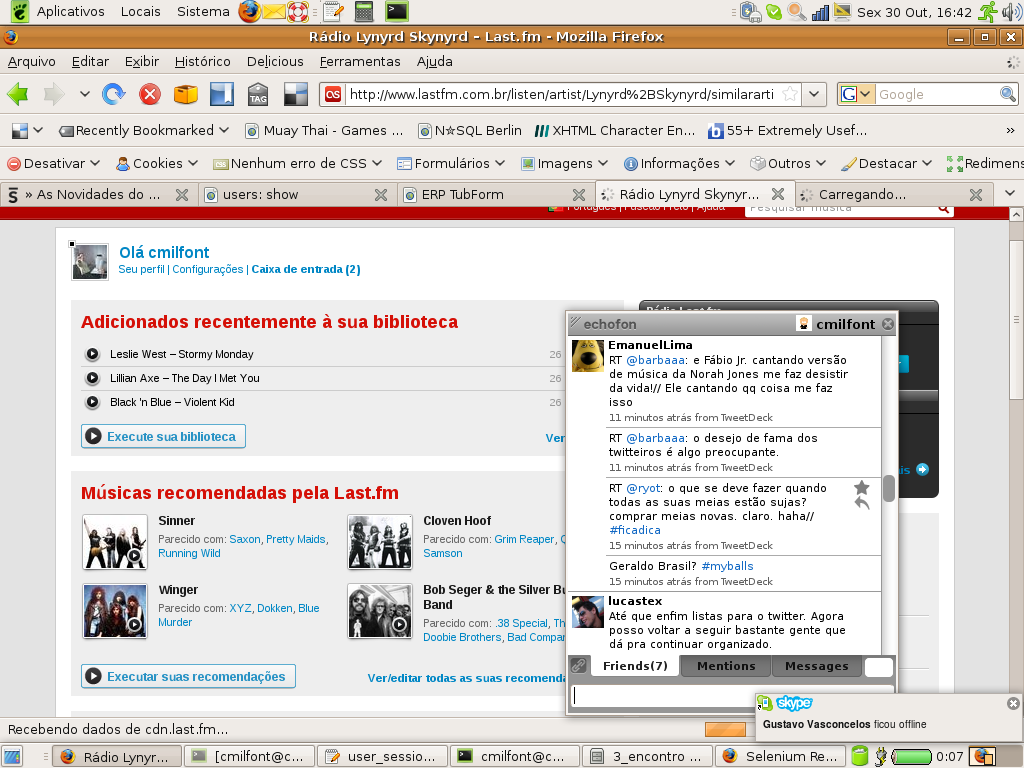 Aplicativos Locais Sistema
Sex 30 Out, 16:42
Rádio Lynyrd Skynyrd – Last.fm - Mozilla Firefox
Arquivo Editar Exibir Histórico Delicious Ferramentas Ajuda
TAG
http://www.lastfm.com.br/listen/artist/Lynyrd%2BSkynyrd/similararti
Google
Recently Bookmarked
Muay Thai - Games ...
N☆SQL Berlin
XHTML Character En...
55+ Extremely Usef...
»
Desativar Cookies Nenhum erro de CSS Formulários Imagens Informações Outros Destacar Redimens
» As Novidades do ...
users: show
ERP TubForm
Rádio Lynyrd Skynyr...
Carregando...
Português | Fuscão Preto | Ajuda
Pesquisar música
Olá cmilfont
Seu perfil | Configurações | Caixa de entrada (2)
Adicionados recentemente à sua biblioteca
Leslie West – Stormy Monday 26
Lillian Axe – The Day I Met You 26
Black 'n Blue – Violent Kid 26
Execute sua biblioteca
Ver
Rádio Last.fm
is
Músicas recomendadas pela Last.fm
Sinner
Parecido com: Saxon, Pretty Maids,
Running Wild
Cloven Hoof
Parecido com: Grim Reaper,
Samson
Winger
Parecido com: XYZ, Dokken, Blue
Murder
Bob Seger & the Silver Bu
Band
Parecido com: .38 Special, Th
Doobie Brothers, Bad Compa
Executar suas recomendações
Ver/editar todas as suas recomenda
echofon
cmilfont
EmanuelLima
RT @barbaaa: e Fábio Jr. cantando versão
de música da Norah Jones me faz desistir
da vida!// Ele cantando qq coisa me faz
isso
11 minutos atrás from TweetDeck
RT @barbaaa: o desejo de fama dos
twitteiros é algo preocupante.
11 minutos atrás from TweetDeck
RT @ryot: o que se deve fazer quando
todas as suas meias estão sujas?
comprar meias novas. claro. haha//
#ficadica
15 minutos atrás from TweetDeck
Geraldo Brasil? #myballs
15 minutos atrás from TweetDeck
lucastex
Até que enfim listas para o twitter. Agora
posso voltar a seguir bastante gente que
dá pra continuar organizado.
Friends(7) Mentions Messages
skype
Gustavo Vasconcelos ficou offline
Recebendo dados de cdn.last.fm...
Rádio Lynyr...
[cmilfont@c...
user_sessio...
cmilfont@c...
3_encontro ...
Selenium Re...
0:07